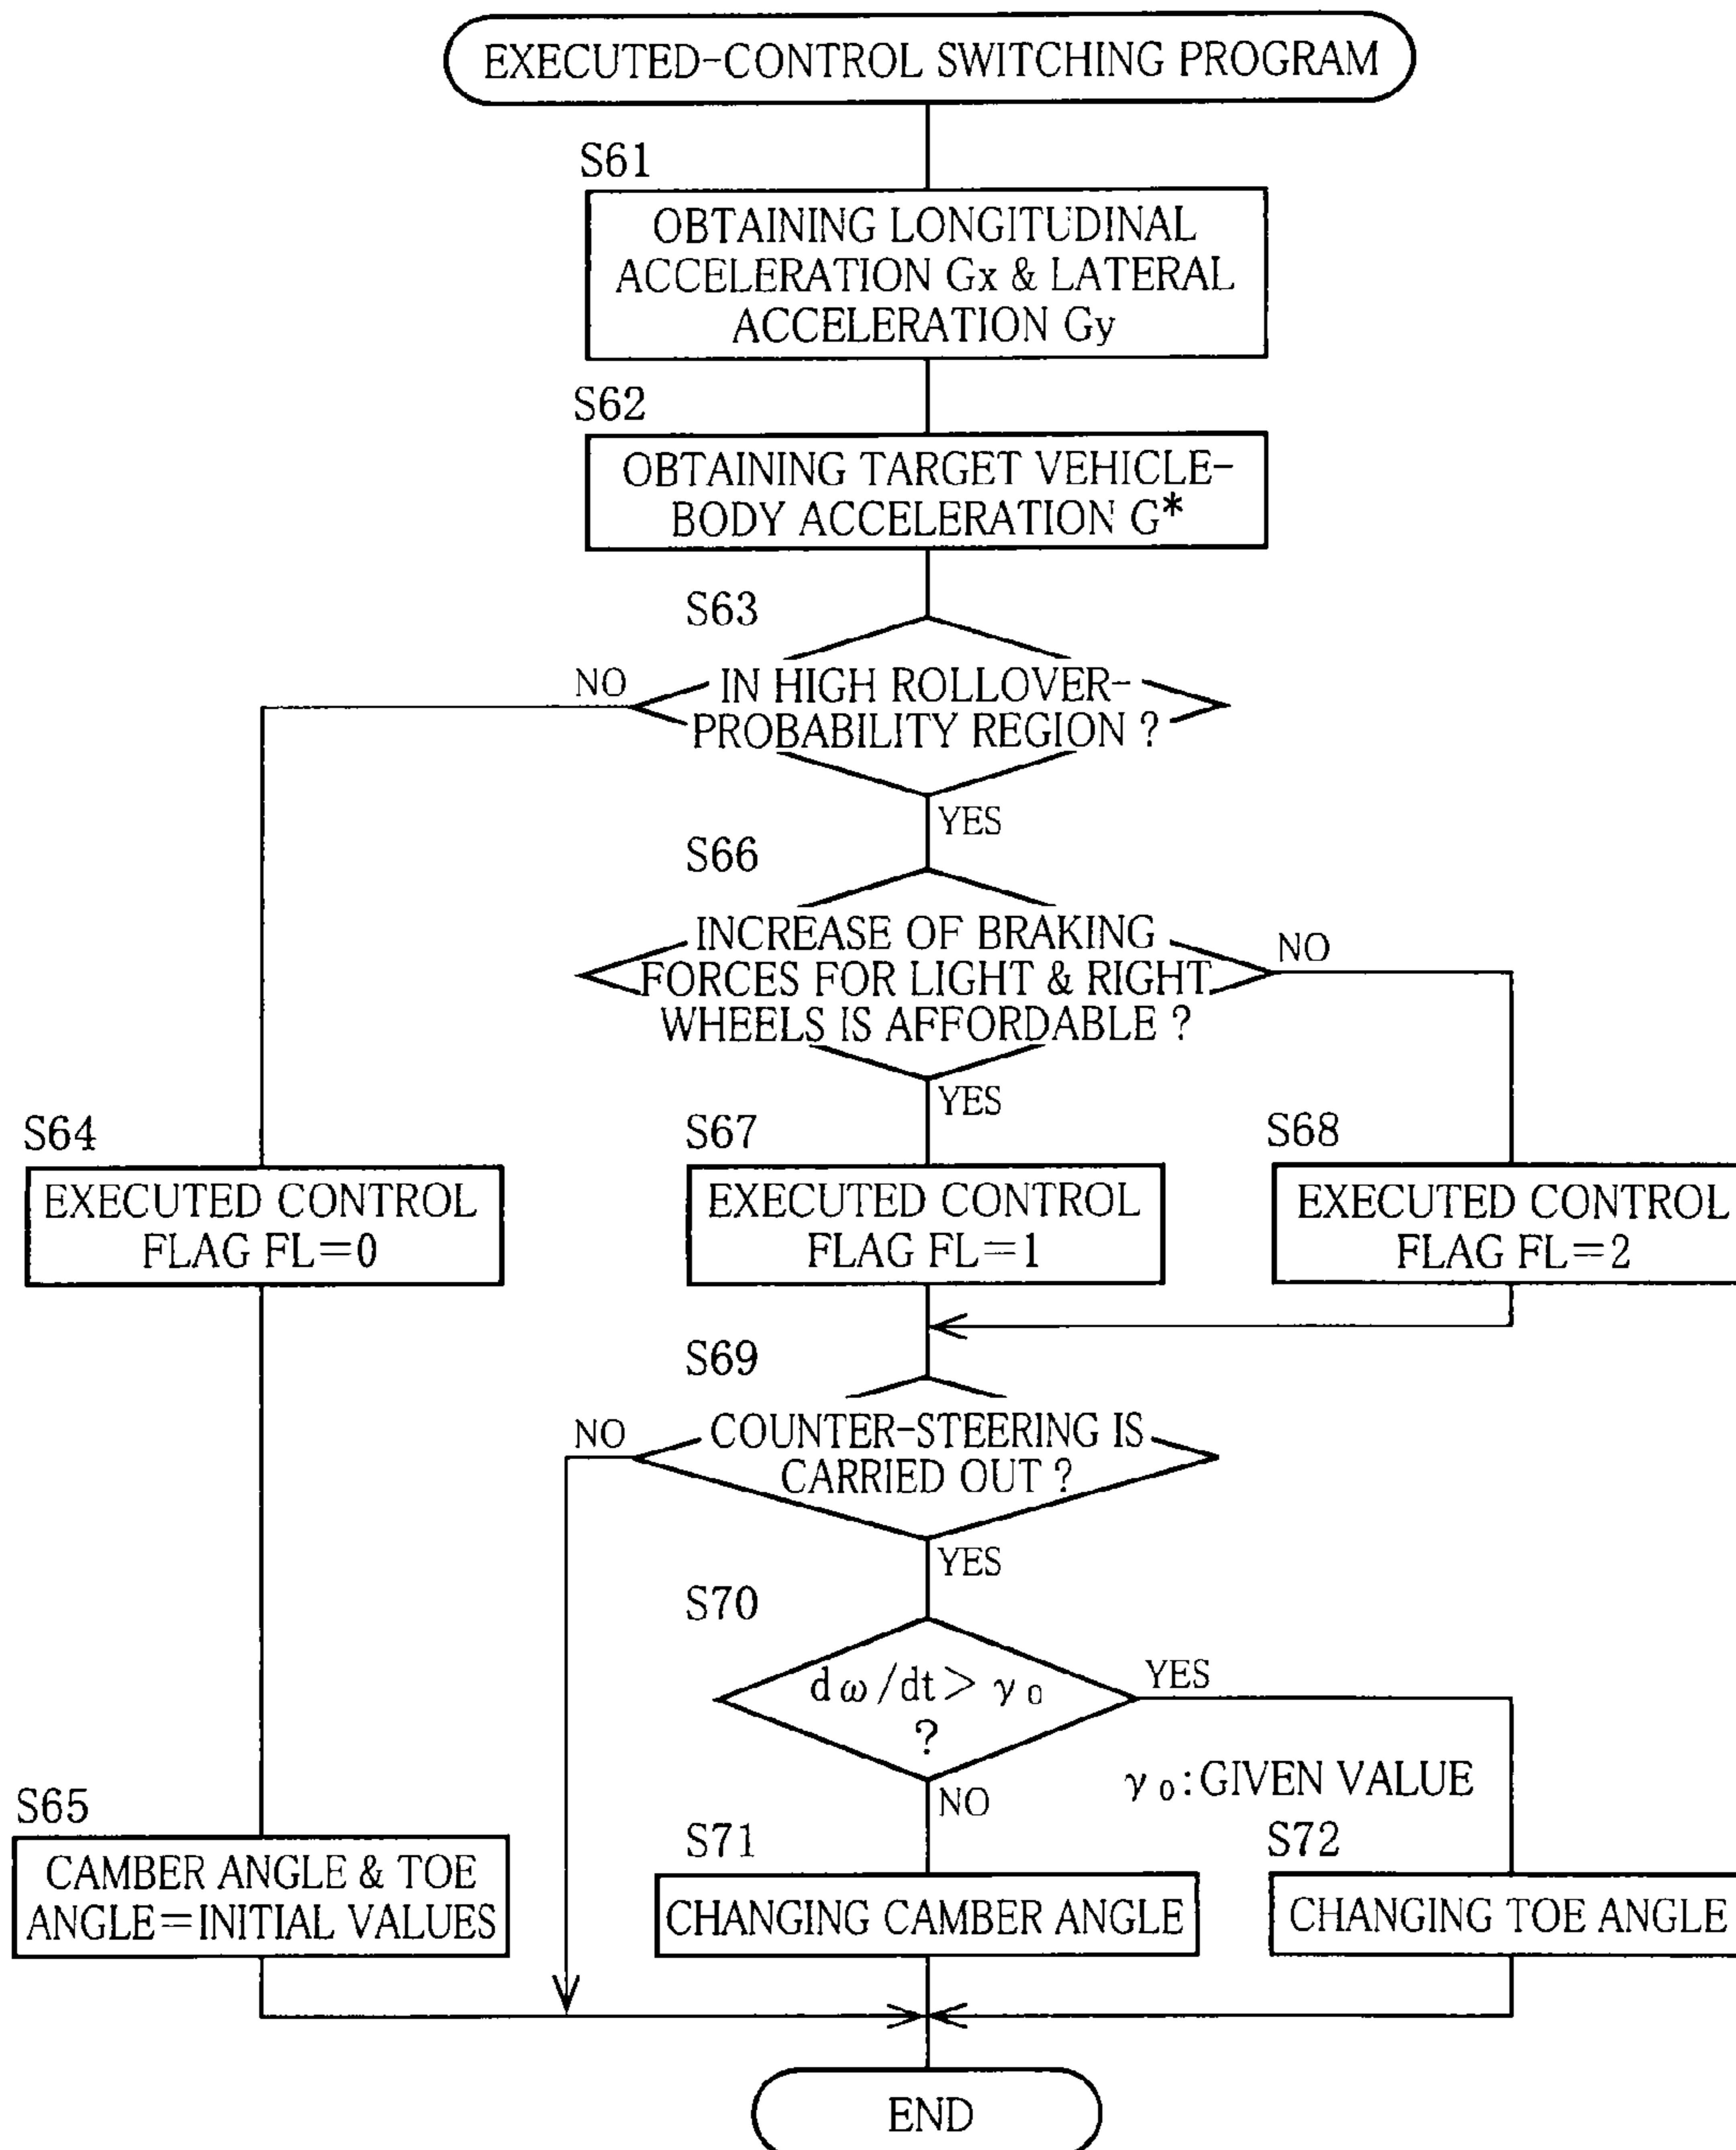 EXECUTED-CONTROL SWITCHING PROGRAM
S61
OBTAINING LONGITUDINAL
ACCELERATION Gx & LATERAL
ACCELERATION Gy
S62
OBTAINING TARGET VEHICLE-
BODY ACCELERATION G*
S63
NO
IN HIGH ROLLOVER-
PROBABILITY REGION ?
YES
S66
INCREASE OF BRAKING
FORCES FOR LIGHT & RIGHT
WHEELS IS AFFORDABLE ?
NO
YES
S64
EXECUTED CONTROL
FLAG FL=0
S67
EXECUTED CONTROL
FLAG FL=1
S68
EXECUTED CONTROL
FLAG FL=2
S69
NO
COUNTER-STEERING IS
CARRIED OUT ?
YES
S70
dω/dt> γ₀
?
YES
NO
γ₀:GIVEN VALUE
S65
CAMBER ANGLE & TOE
ANGLE=INITIAL VALUES
S71
CHANGING CAMBER ANGLE
S72
CHANGING TOE ANGLE
END